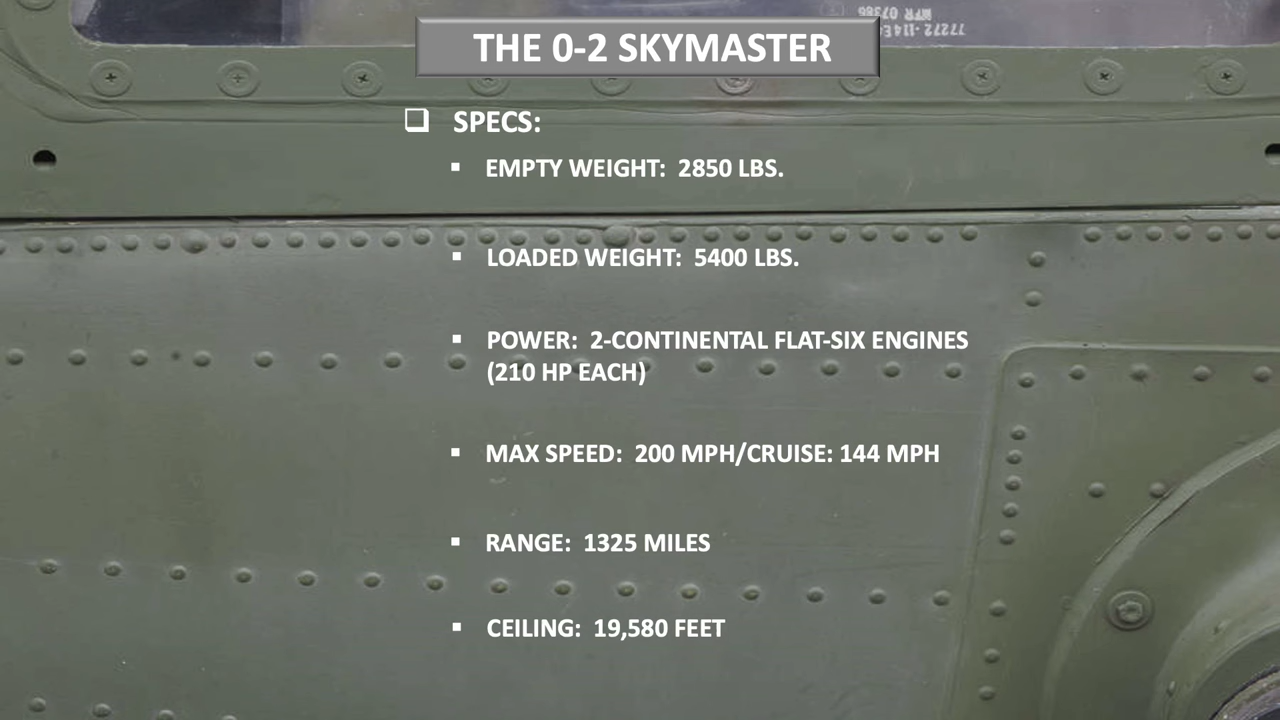 THE 0-2 SKYMASTER
❑ SPECS:
▪ EMPTY WEIGHT: 2850 LBS.
▪ LOADED WEIGHT: 5400 LBS.
▪ POWER: 2-CONTINENTAL FLAT-SIX ENGINES
(210 HP EACH)
▪ MAX SPEED: 200 MPH/CRUISE: 144 MPH
▪ RANGE: 1325 MILES
▪ CEILING: 19,580 FEET